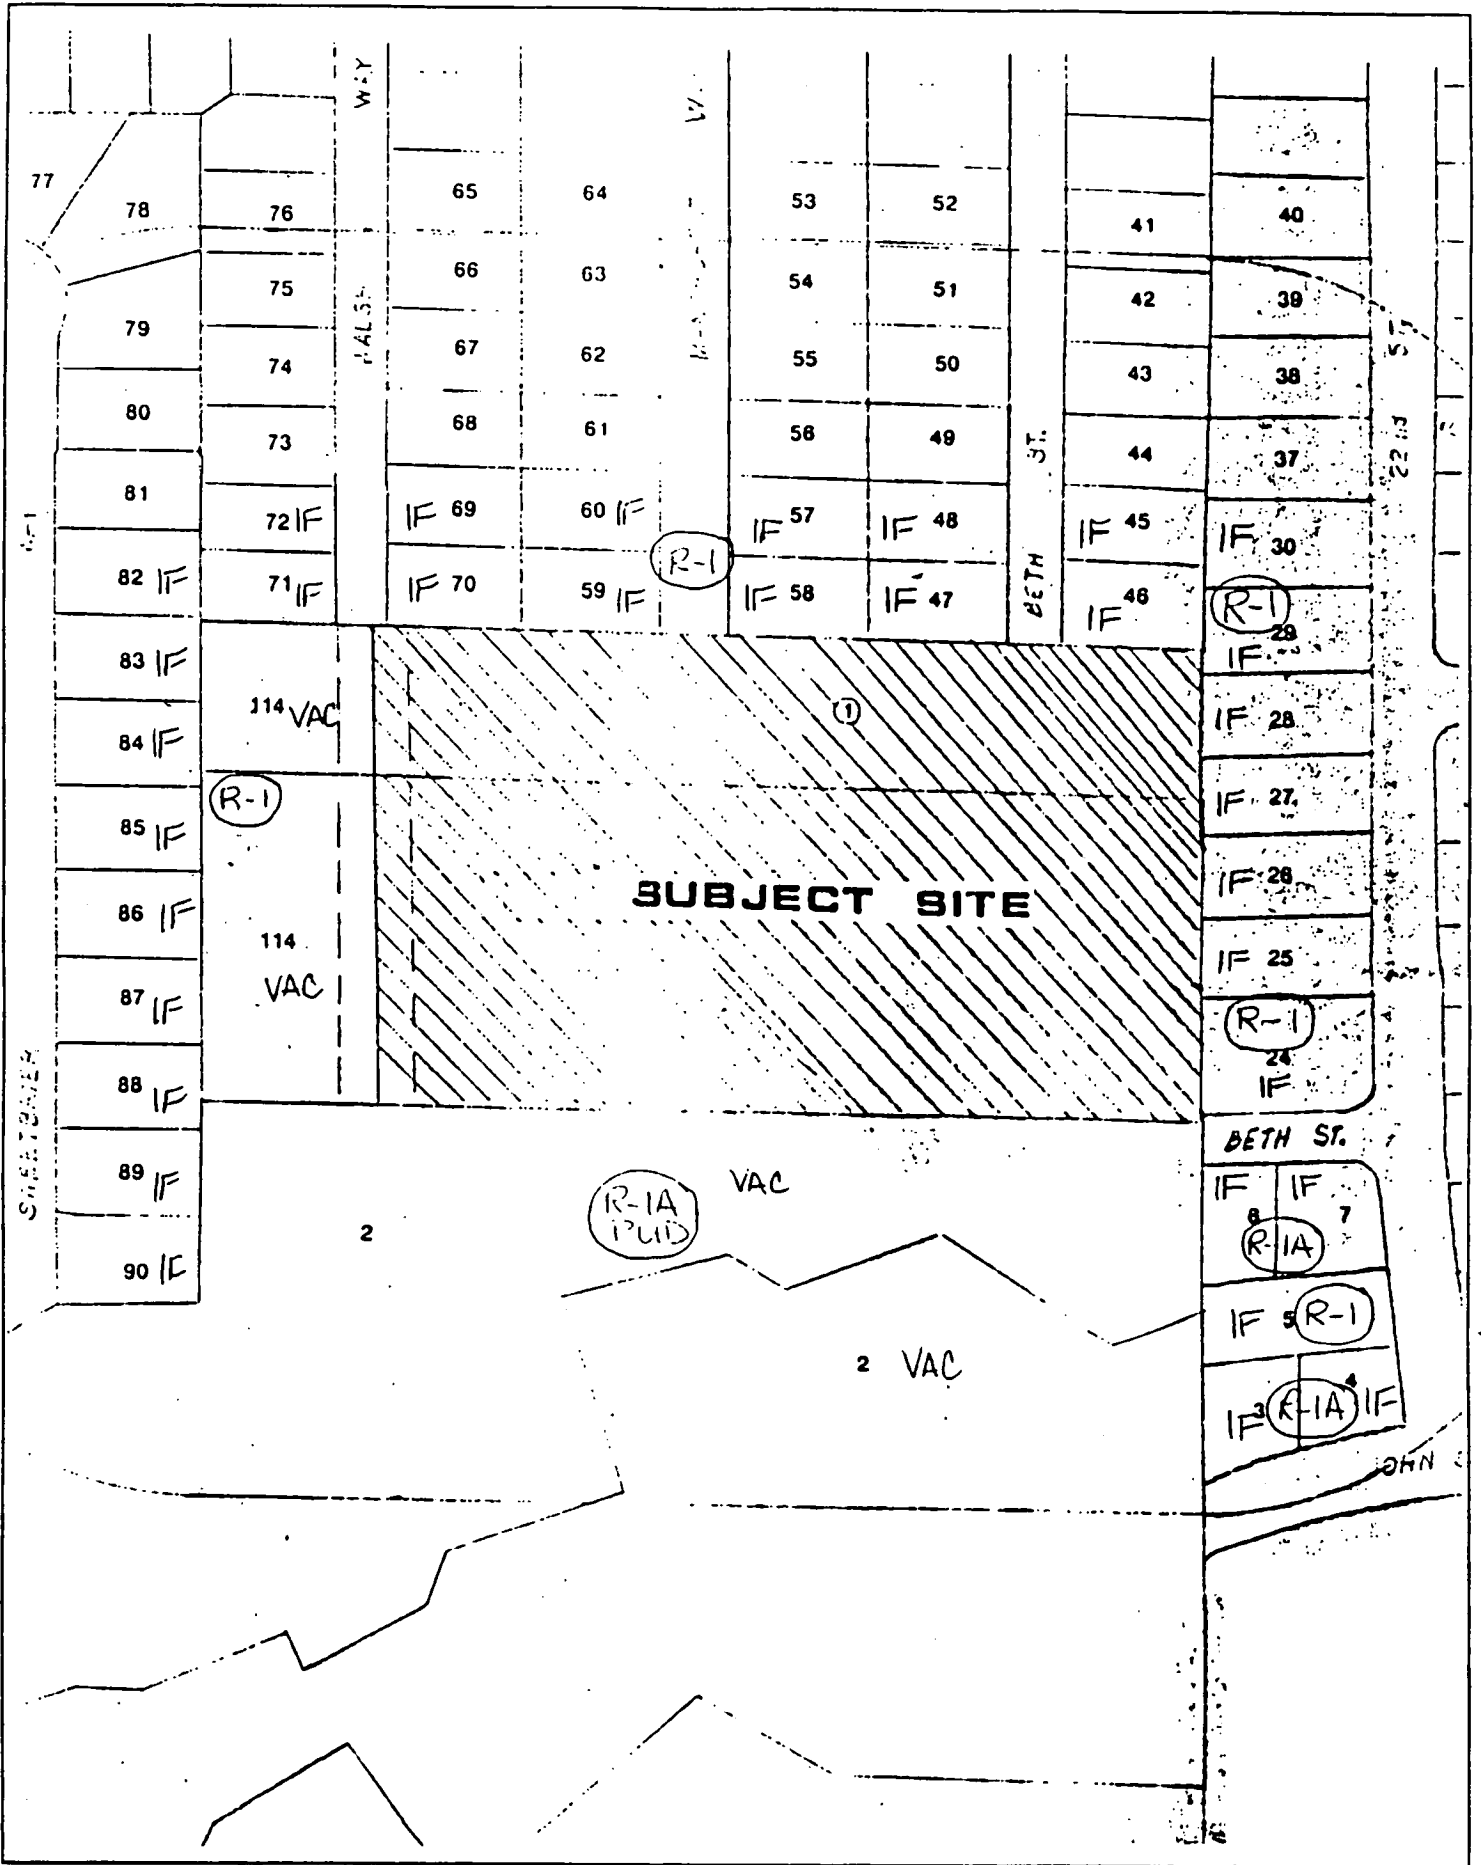 WAY
77
78
76
65
64
53
52
41
40
75
66
63
54
51
42
39
79
74
67
62
55
50
43
38
80
73
68
61
56
49
44
37
22nd ST
BETH ST.
81
72 IF
IF 69
60 IF
IF 57
IF 48
IF 45
IF 30
R-1
82 IF
71 IF
IF 70
59 IF
R-1
IF 58
IF 47
IF 46
R-1
29
IF
83 IF
114 VAC
1
IF 28
84 IF
R-1
IF 27
85 IF
86 IF
SUBJECT SITE
IF 26
114
VAC
IF 25
87 IF
R-1
24
IF
88 IF
BETH ST.
89 IF
2
R-1A
PUD
VAC
IF
IF
6
7
R-1A
90 IF
IF 5 R-1
2 VAC
IF 3 R-1A 4 IF